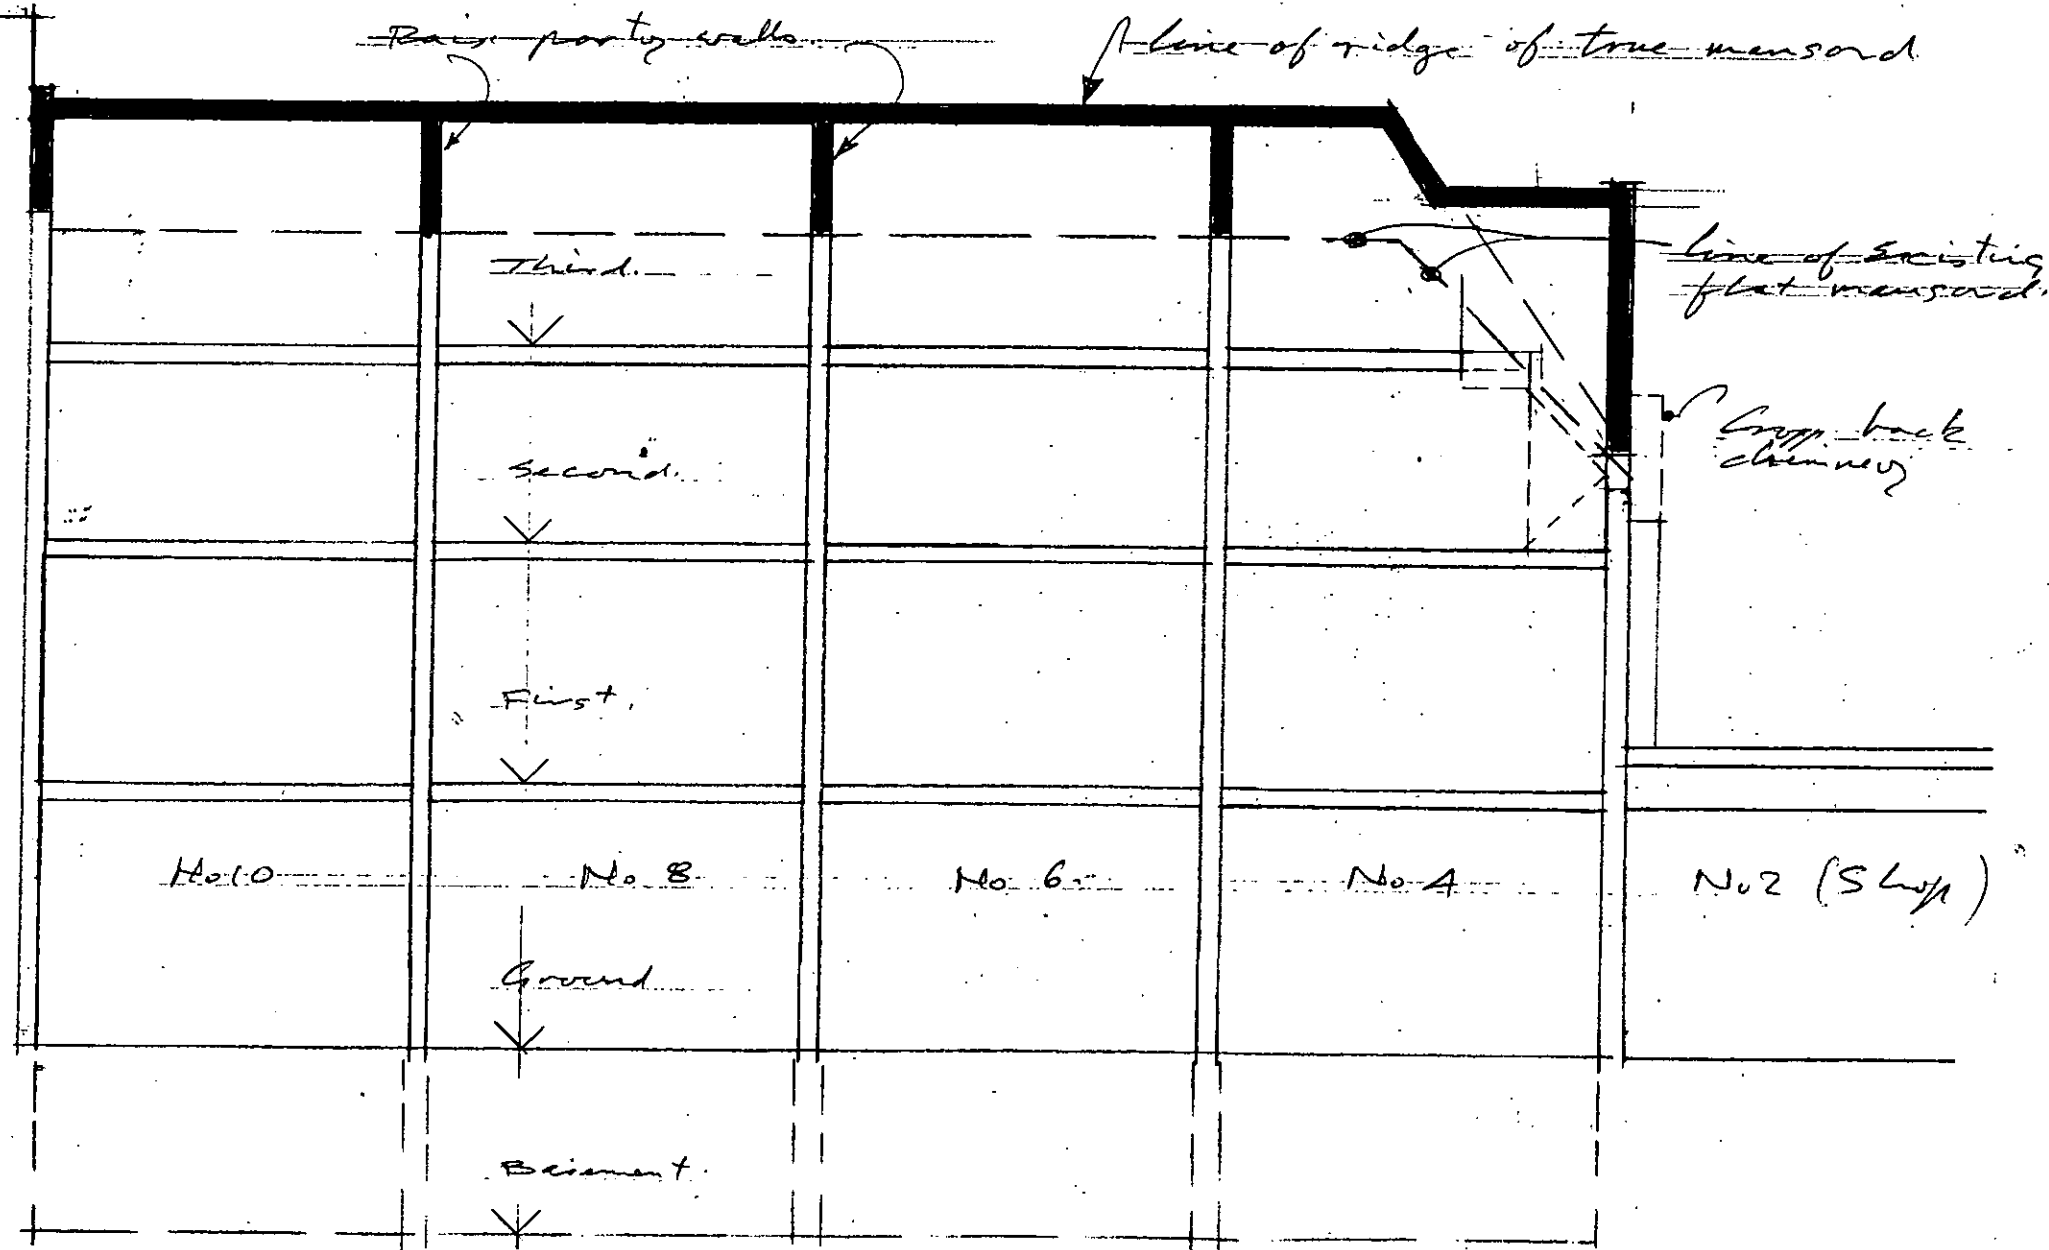 Raise party walls.
line of ridge of true mansard
Third.
line of Existing
flat mansard.
Crop back
chimney
Second.
First.
No 10
No 8
No 6
No 4
No 2 (Shop)
Ground
Basement.